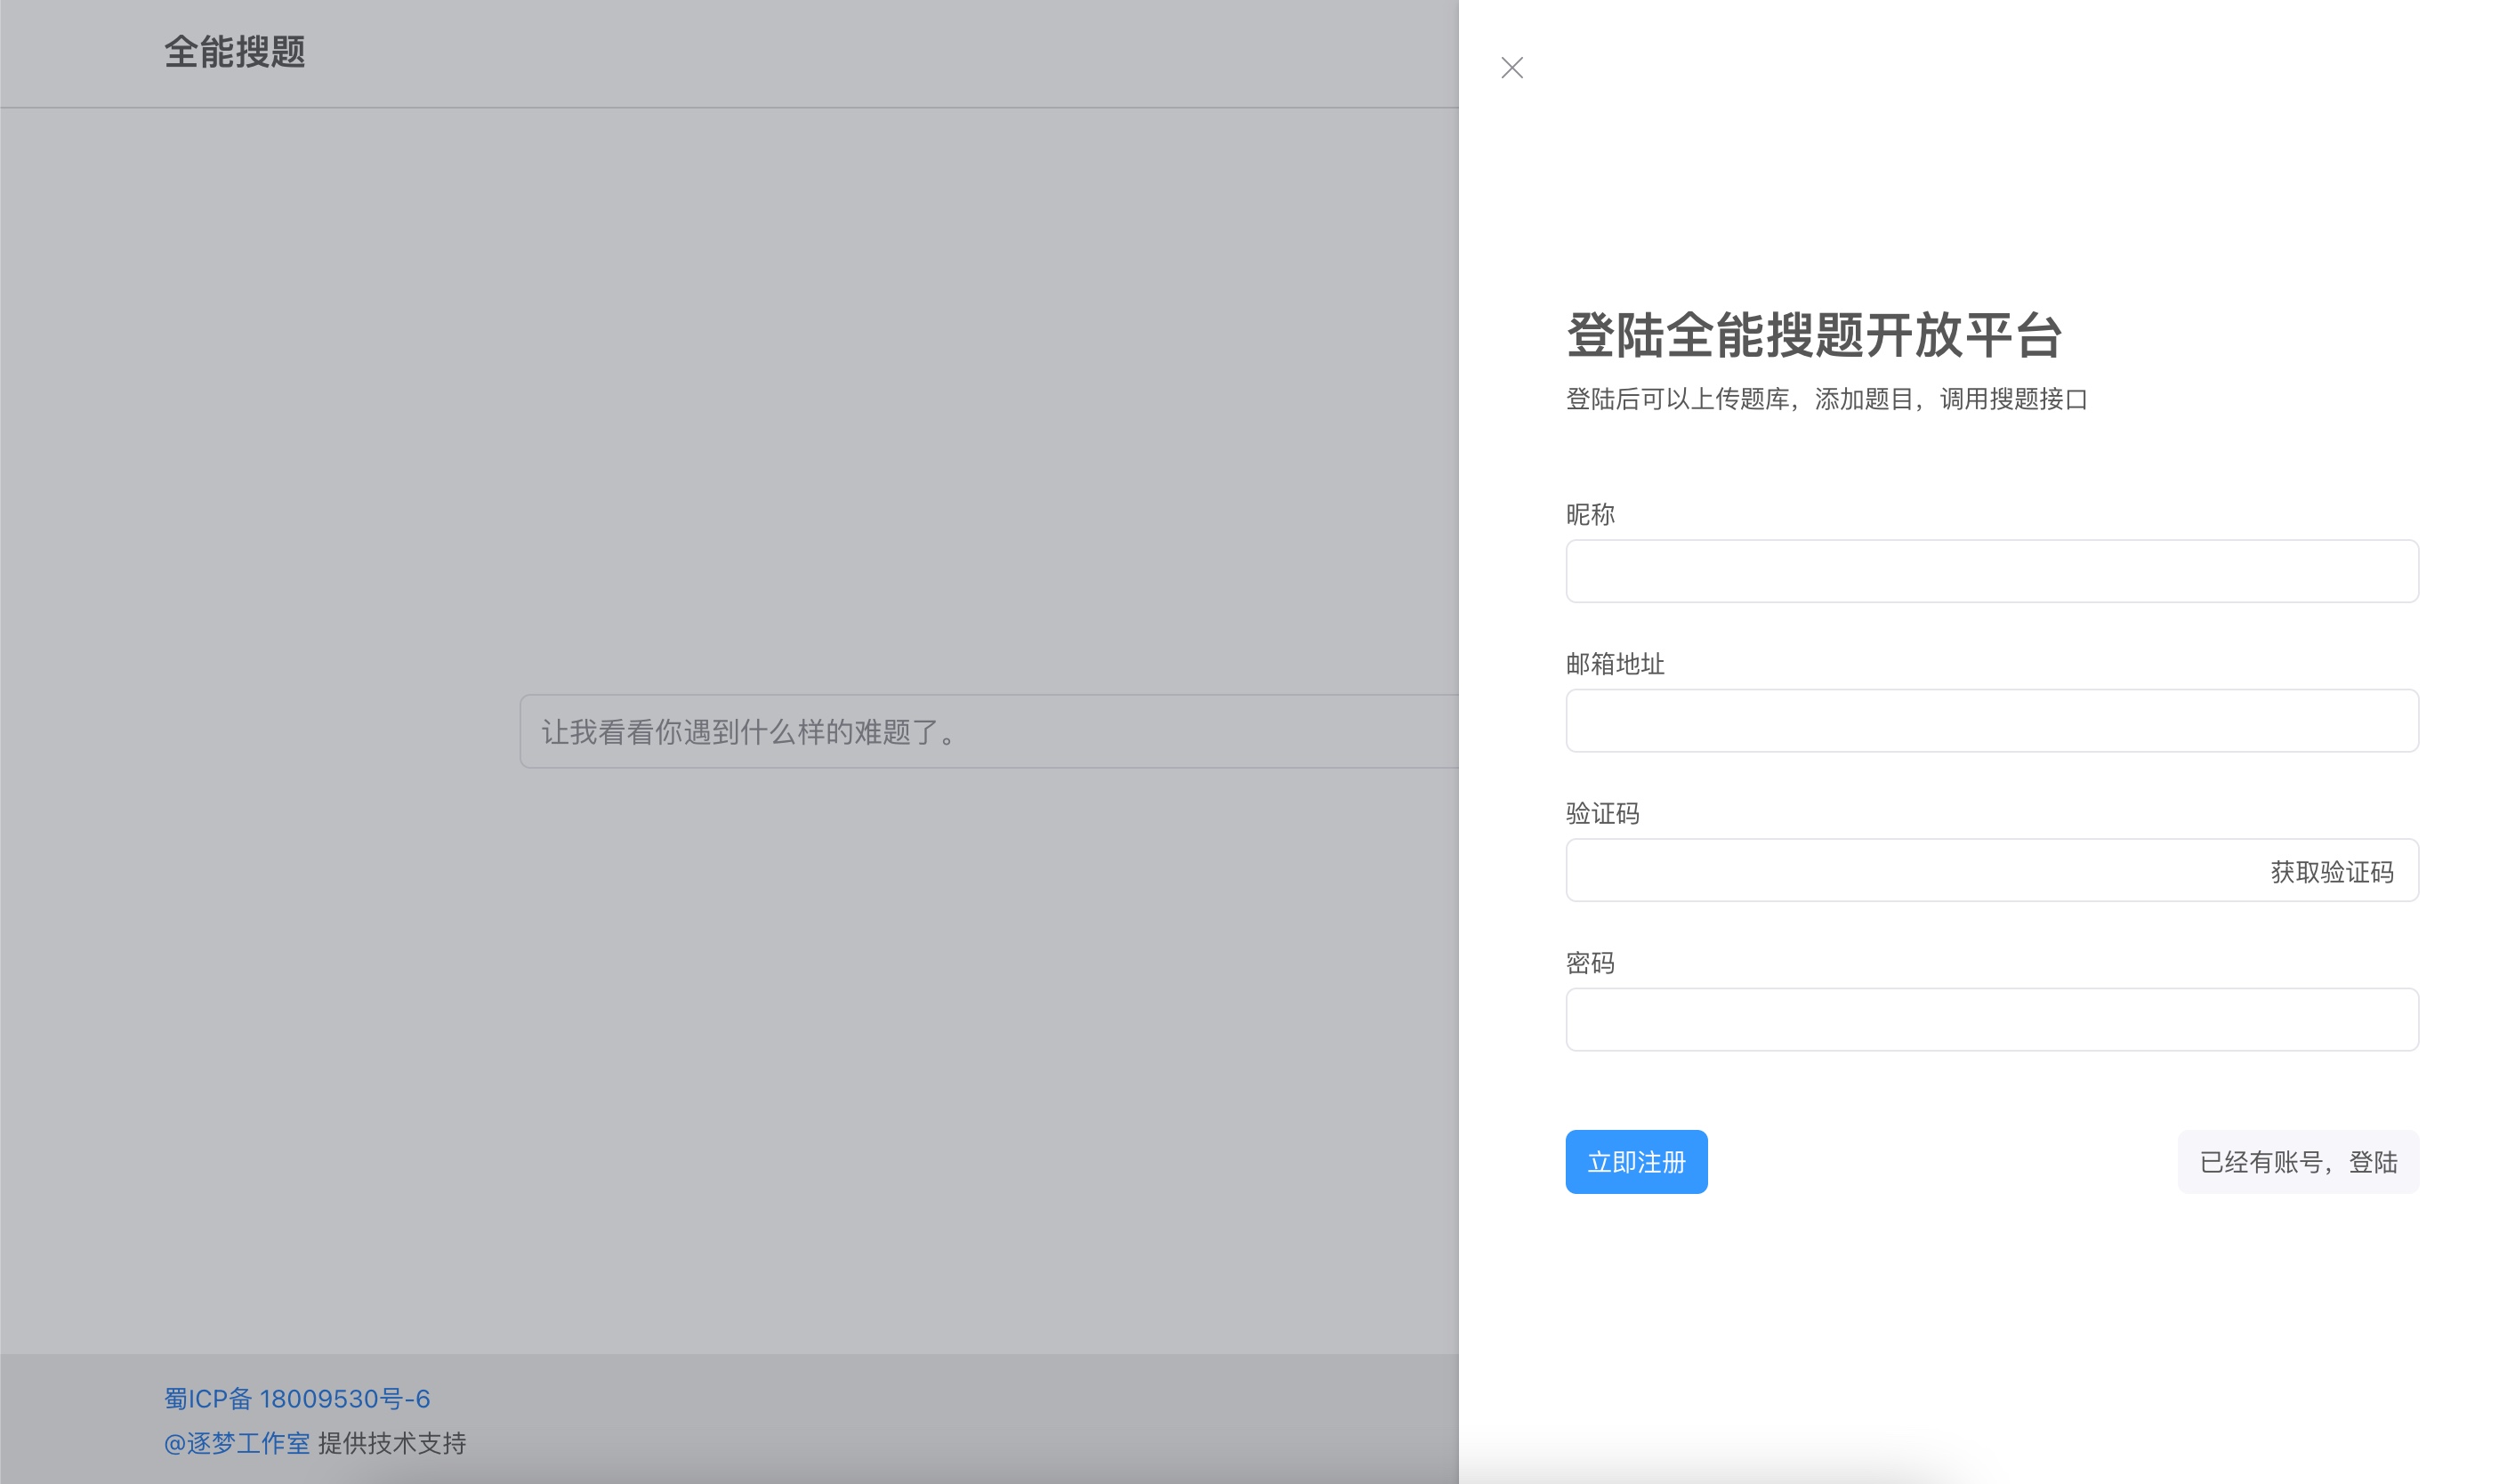 全能搜题
让我看看你遇到什么样的难题了。
蜀ICP备 18009530号-6
@逐梦工作室 提供技术支持
登陆全能搜题开放平台
登陆后可以上传题库，添加题目，调用搜题接口
昵称
邮箱地址
验证码
获取验证码
密码
立即注册
已经有账号，登陆